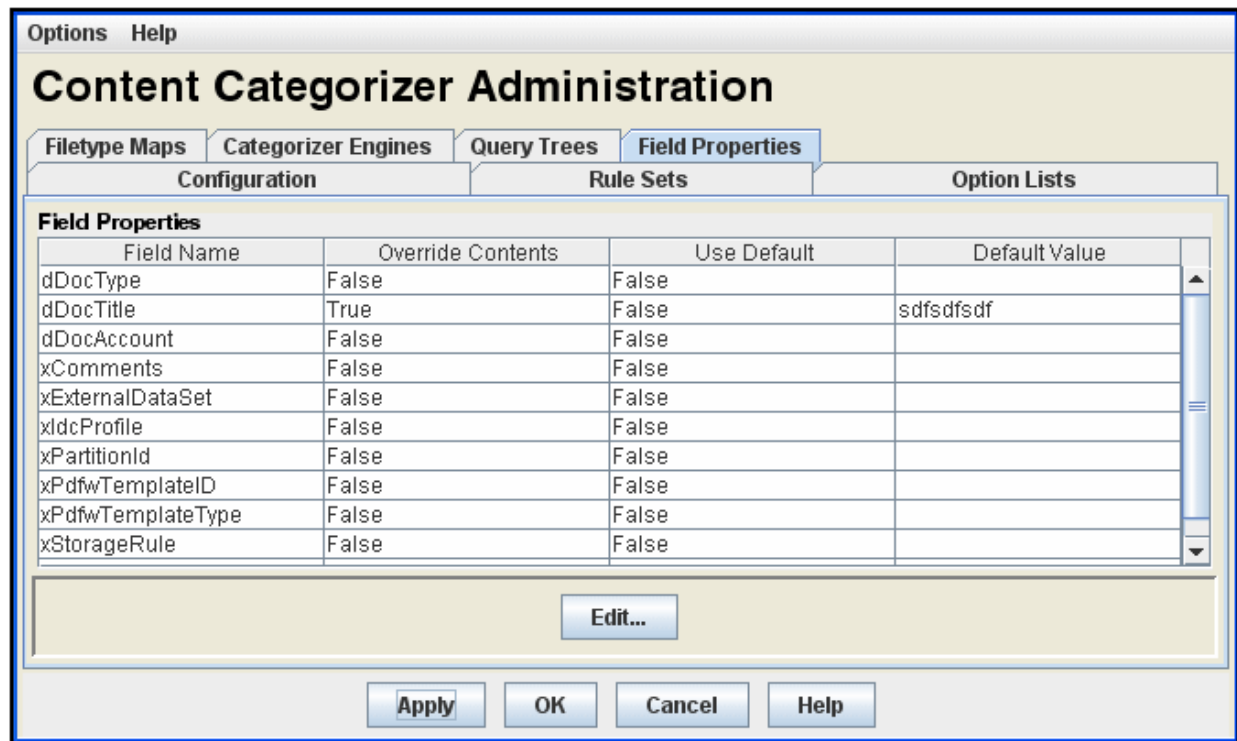 Options Help
Content Categorizer Administration
Filetype Maps Categorizer Engines Query Trees Field Properties
Configuration Rule Sets Option Lists
Field Properties
Field Name Override Contents Use Default Default Value
dDocType False False
dDocTitle True False sdfsdfsdf
dDocAccount False False
xComments False False
xExternalDataSet False False
xIdcProfile False False
xPartitionId False False
xPdfwTemplateID False False
xPdfwTemplateType False False
xStorageRule False False
Edit...
Apply OK Cancel Help